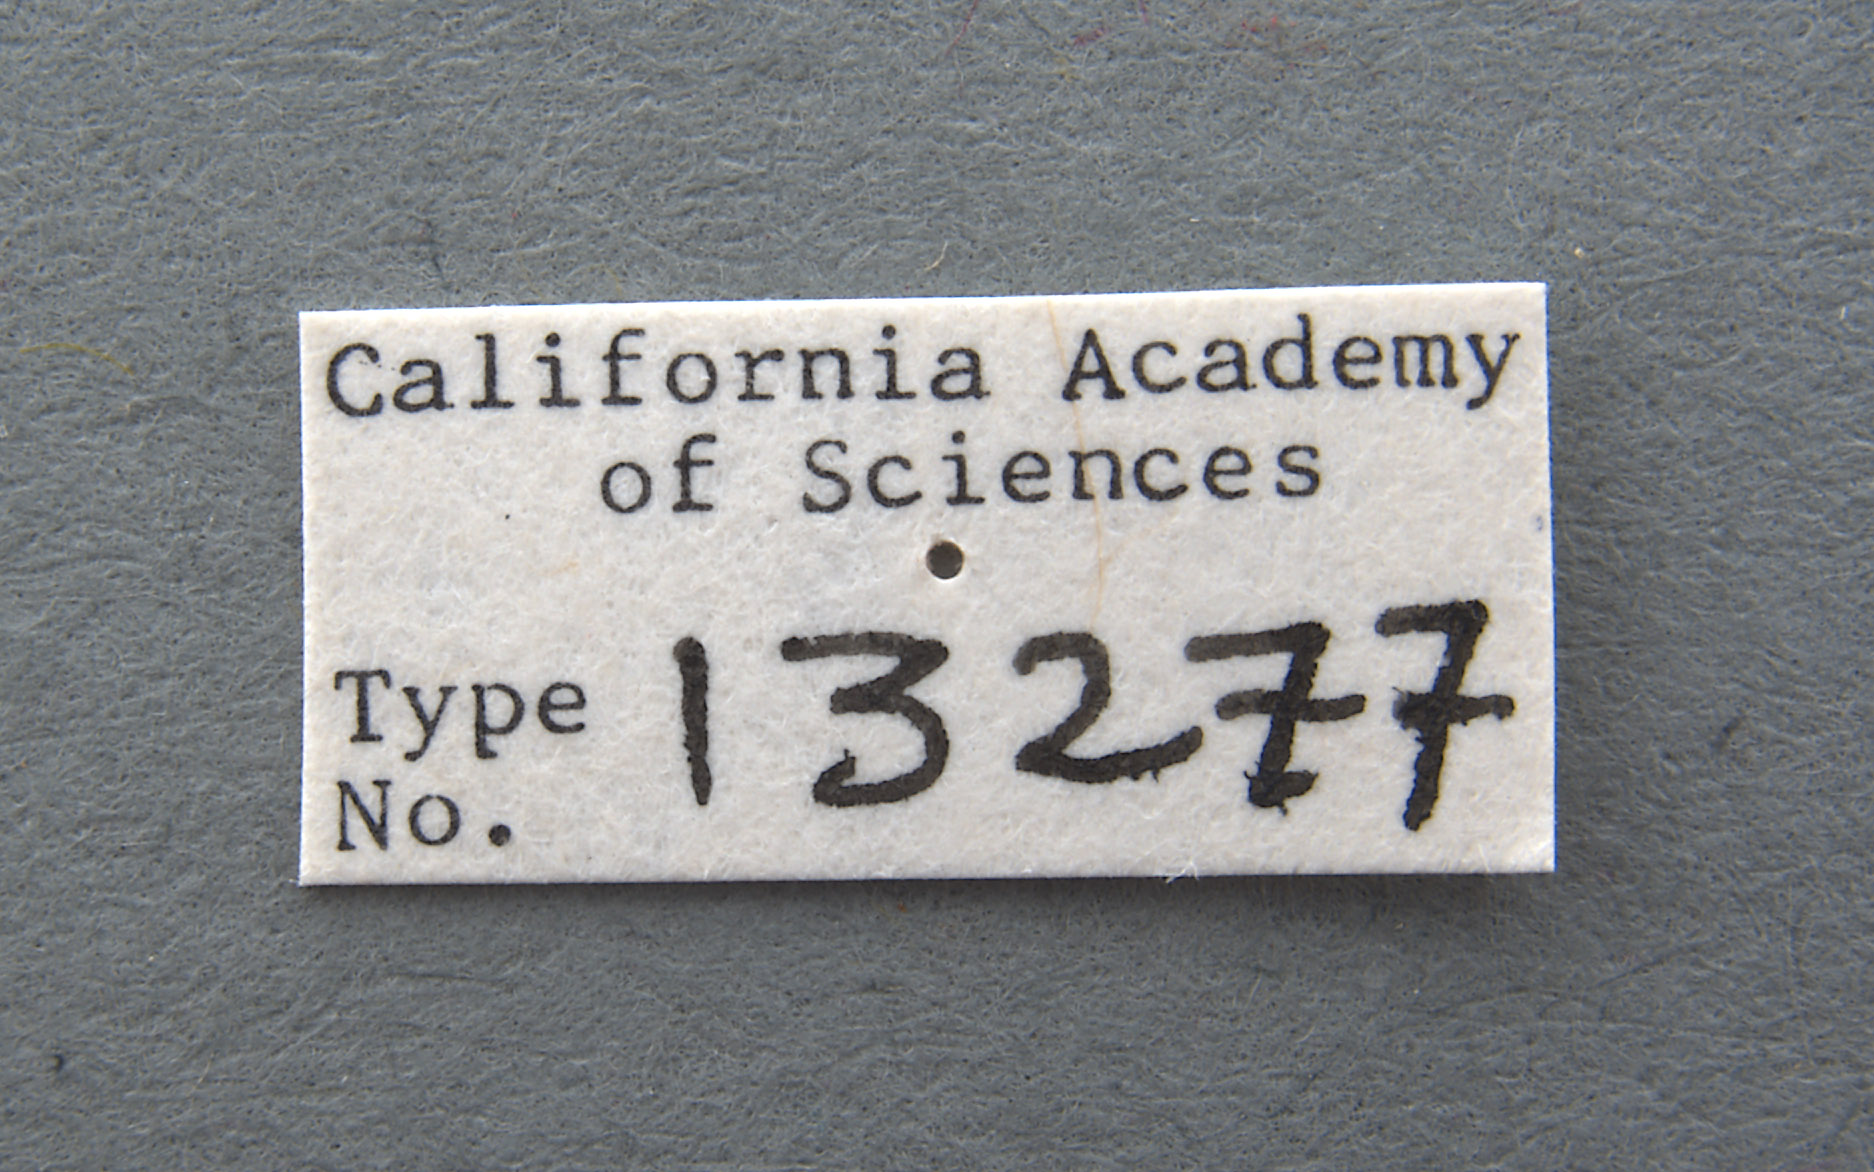 California Academy
of Sciences
Type 13277
No.